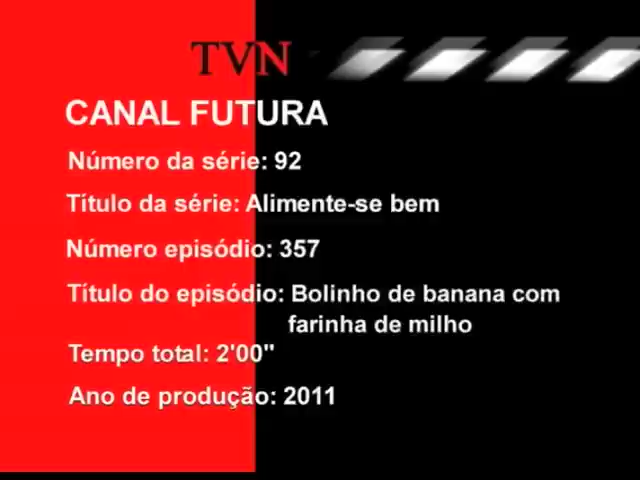 TVN
CANAL FUTURA
Número da série: 92
Título da série: Alimente-se bem
Número episódio: 357
Título do episódio: Bolinho de banana com
farinha de milho
Tempo total: 2'00"
Ano de produção: 2011